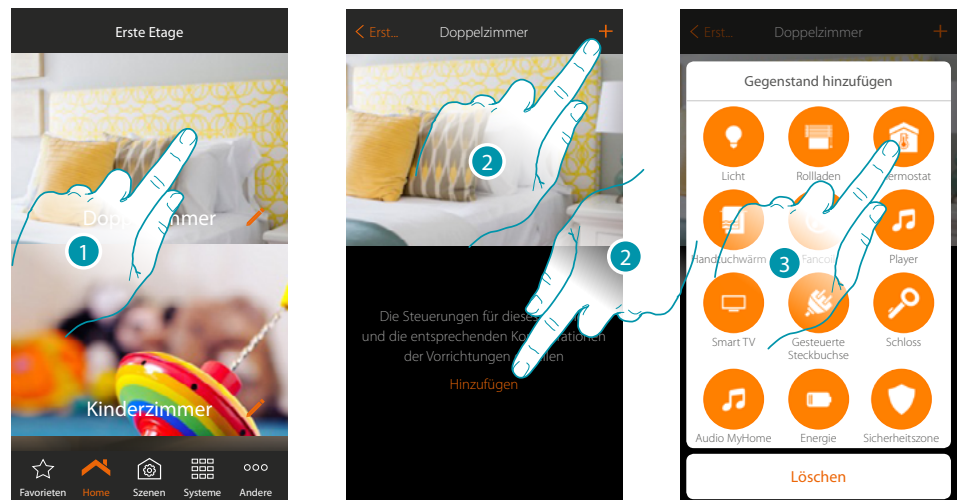 Erste Etage
Doppelzimmer
1
Kinderzimmer
Favoriten
Home
Szenen
Systeme
Andere
Erst...
Doppelzimmer
2
2
Die Steuerungen für
und die entsprechenden
der Vorrichtungen
Hinzufügen
Erst...
Doppelzimmer
Gegenstand hinzufügen
Licht
Rollladen
Thermostat
Handtuchwärm
Fancoil
Player
3
Smart TV
Gesteuerte
Steckbuchse
Schloss
Audio MyHome
Energie
Sicherheitszone
Löschen